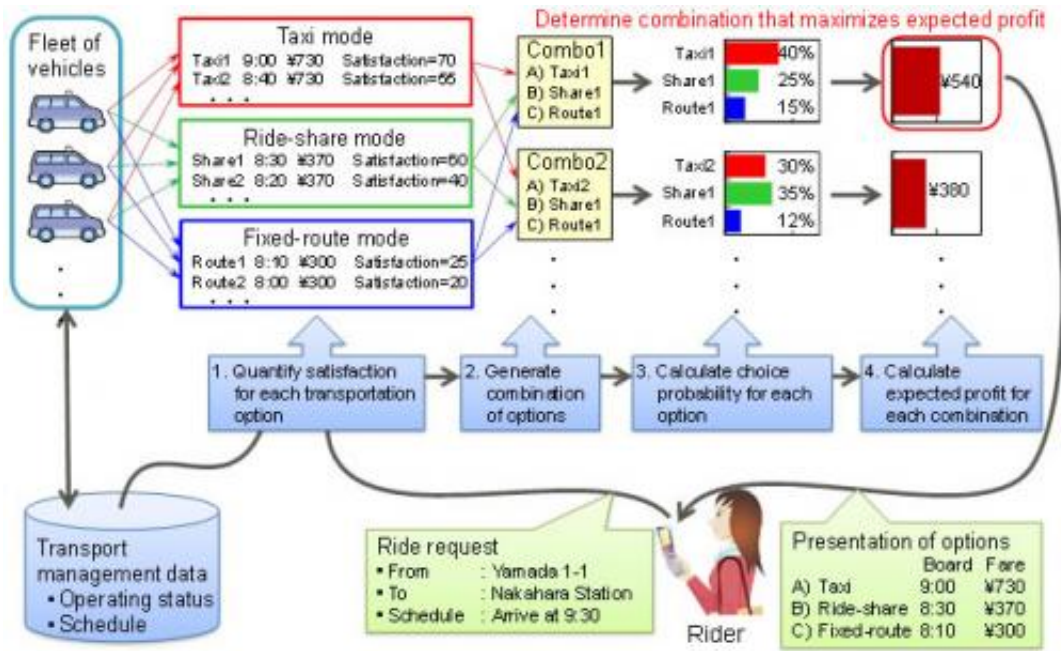 Determine combination that maximizes expected profit
Fleet of
vehicles
Taxi mode
Taxi1 9:00 ¥730 Satisfaction=70
Taxi2 8:40 ¥730 Satisfaction=65
Ride-share mode
Share1 8:30 ¥370 Satisfaction=60
Share2 8:20 ¥370 Satisfaction=40
Fixed-route mode
Route1 8:10 ¥300 Satisfaction=25
Route2 8:00 ¥300 Satisfaction=20
Combo1
A) Taxi1
B) Share1
C) Route1
Taxi1 40%
Share1 25%
Route1 15%
¥540
Combo2
A) Taxi2
B) Share1
C) Route1
Taxi2 30%
Share1 35%
Route1 12%
¥380
1. Quantify satisfaction
for each transportation
option
2. Generate
combination
of options
3. Calculate choice
probability for each
option
4. Calculate
expected profit for
each combination
Transport
management data
▪ Operating status
▪ Schedule
Ride request
▪ From : Yamada 1-1
▪ To : Nakahara Station
▪ Schedule : Arrive at 9:30
Rider
Presentation of options
Board Fare
A) Taxi 9:00 ¥730
B) Ride-share 8:30 ¥370
C) Fixed-route 8:10 ¥300